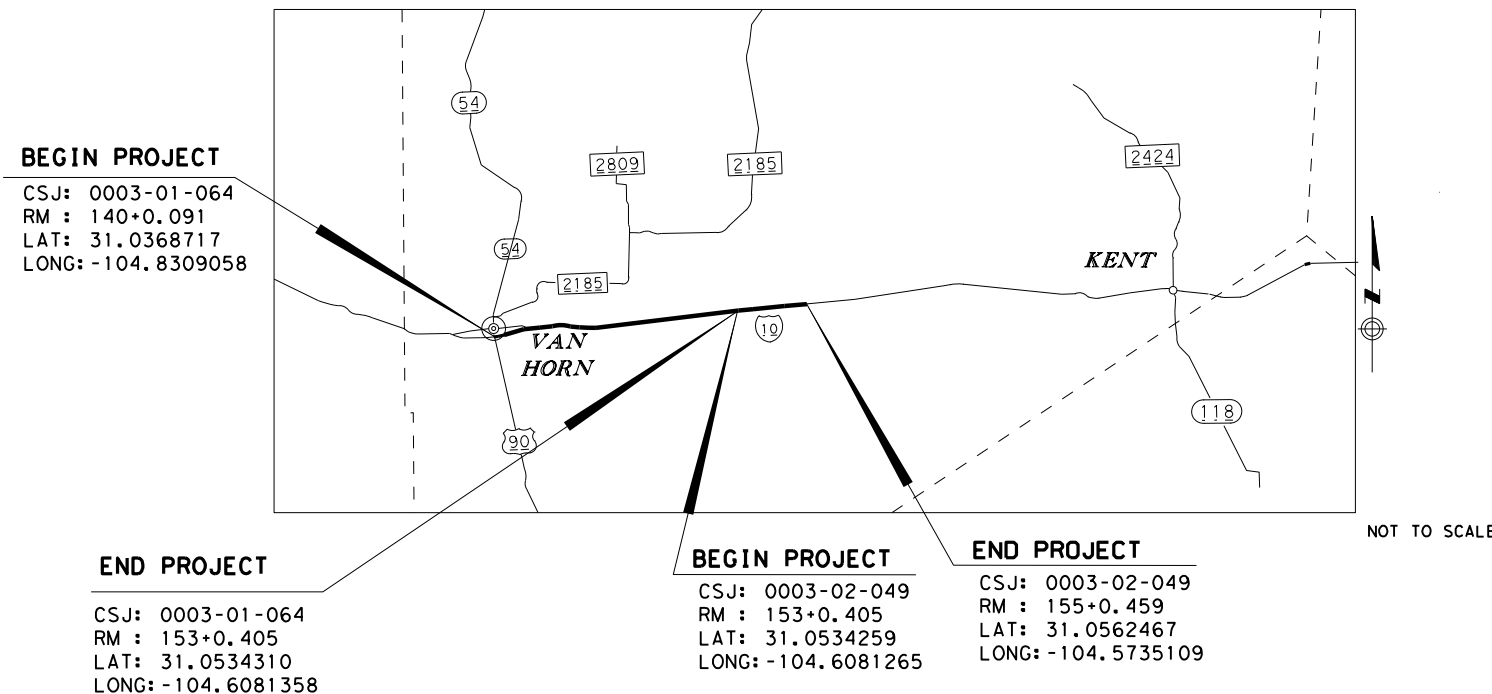 BEGIN PROJECT
CSJ: 0003-01-064
RM : 140+0.091
LAT: 31.0368717
LONG: -104.8309058
54
2809
2185
2424
54
2185
KENT
VAN
HORN
10
90
118
N
NOT TO SCALE
END PROJECT
CSJ: 0003-01-064
RM : 153+0.405
LAT: 31.0534310
LONG: -104.6081358
BEGIN PROJECT
CSJ: 0003-02-049
RM : 153+0.405
LAT: 31.0534259
LONG: -104.6081265
END PROJECT
CSJ: 0003-02-049
RM : 155+0.459
LAT: 31.0562467
LONG: -104.5735109